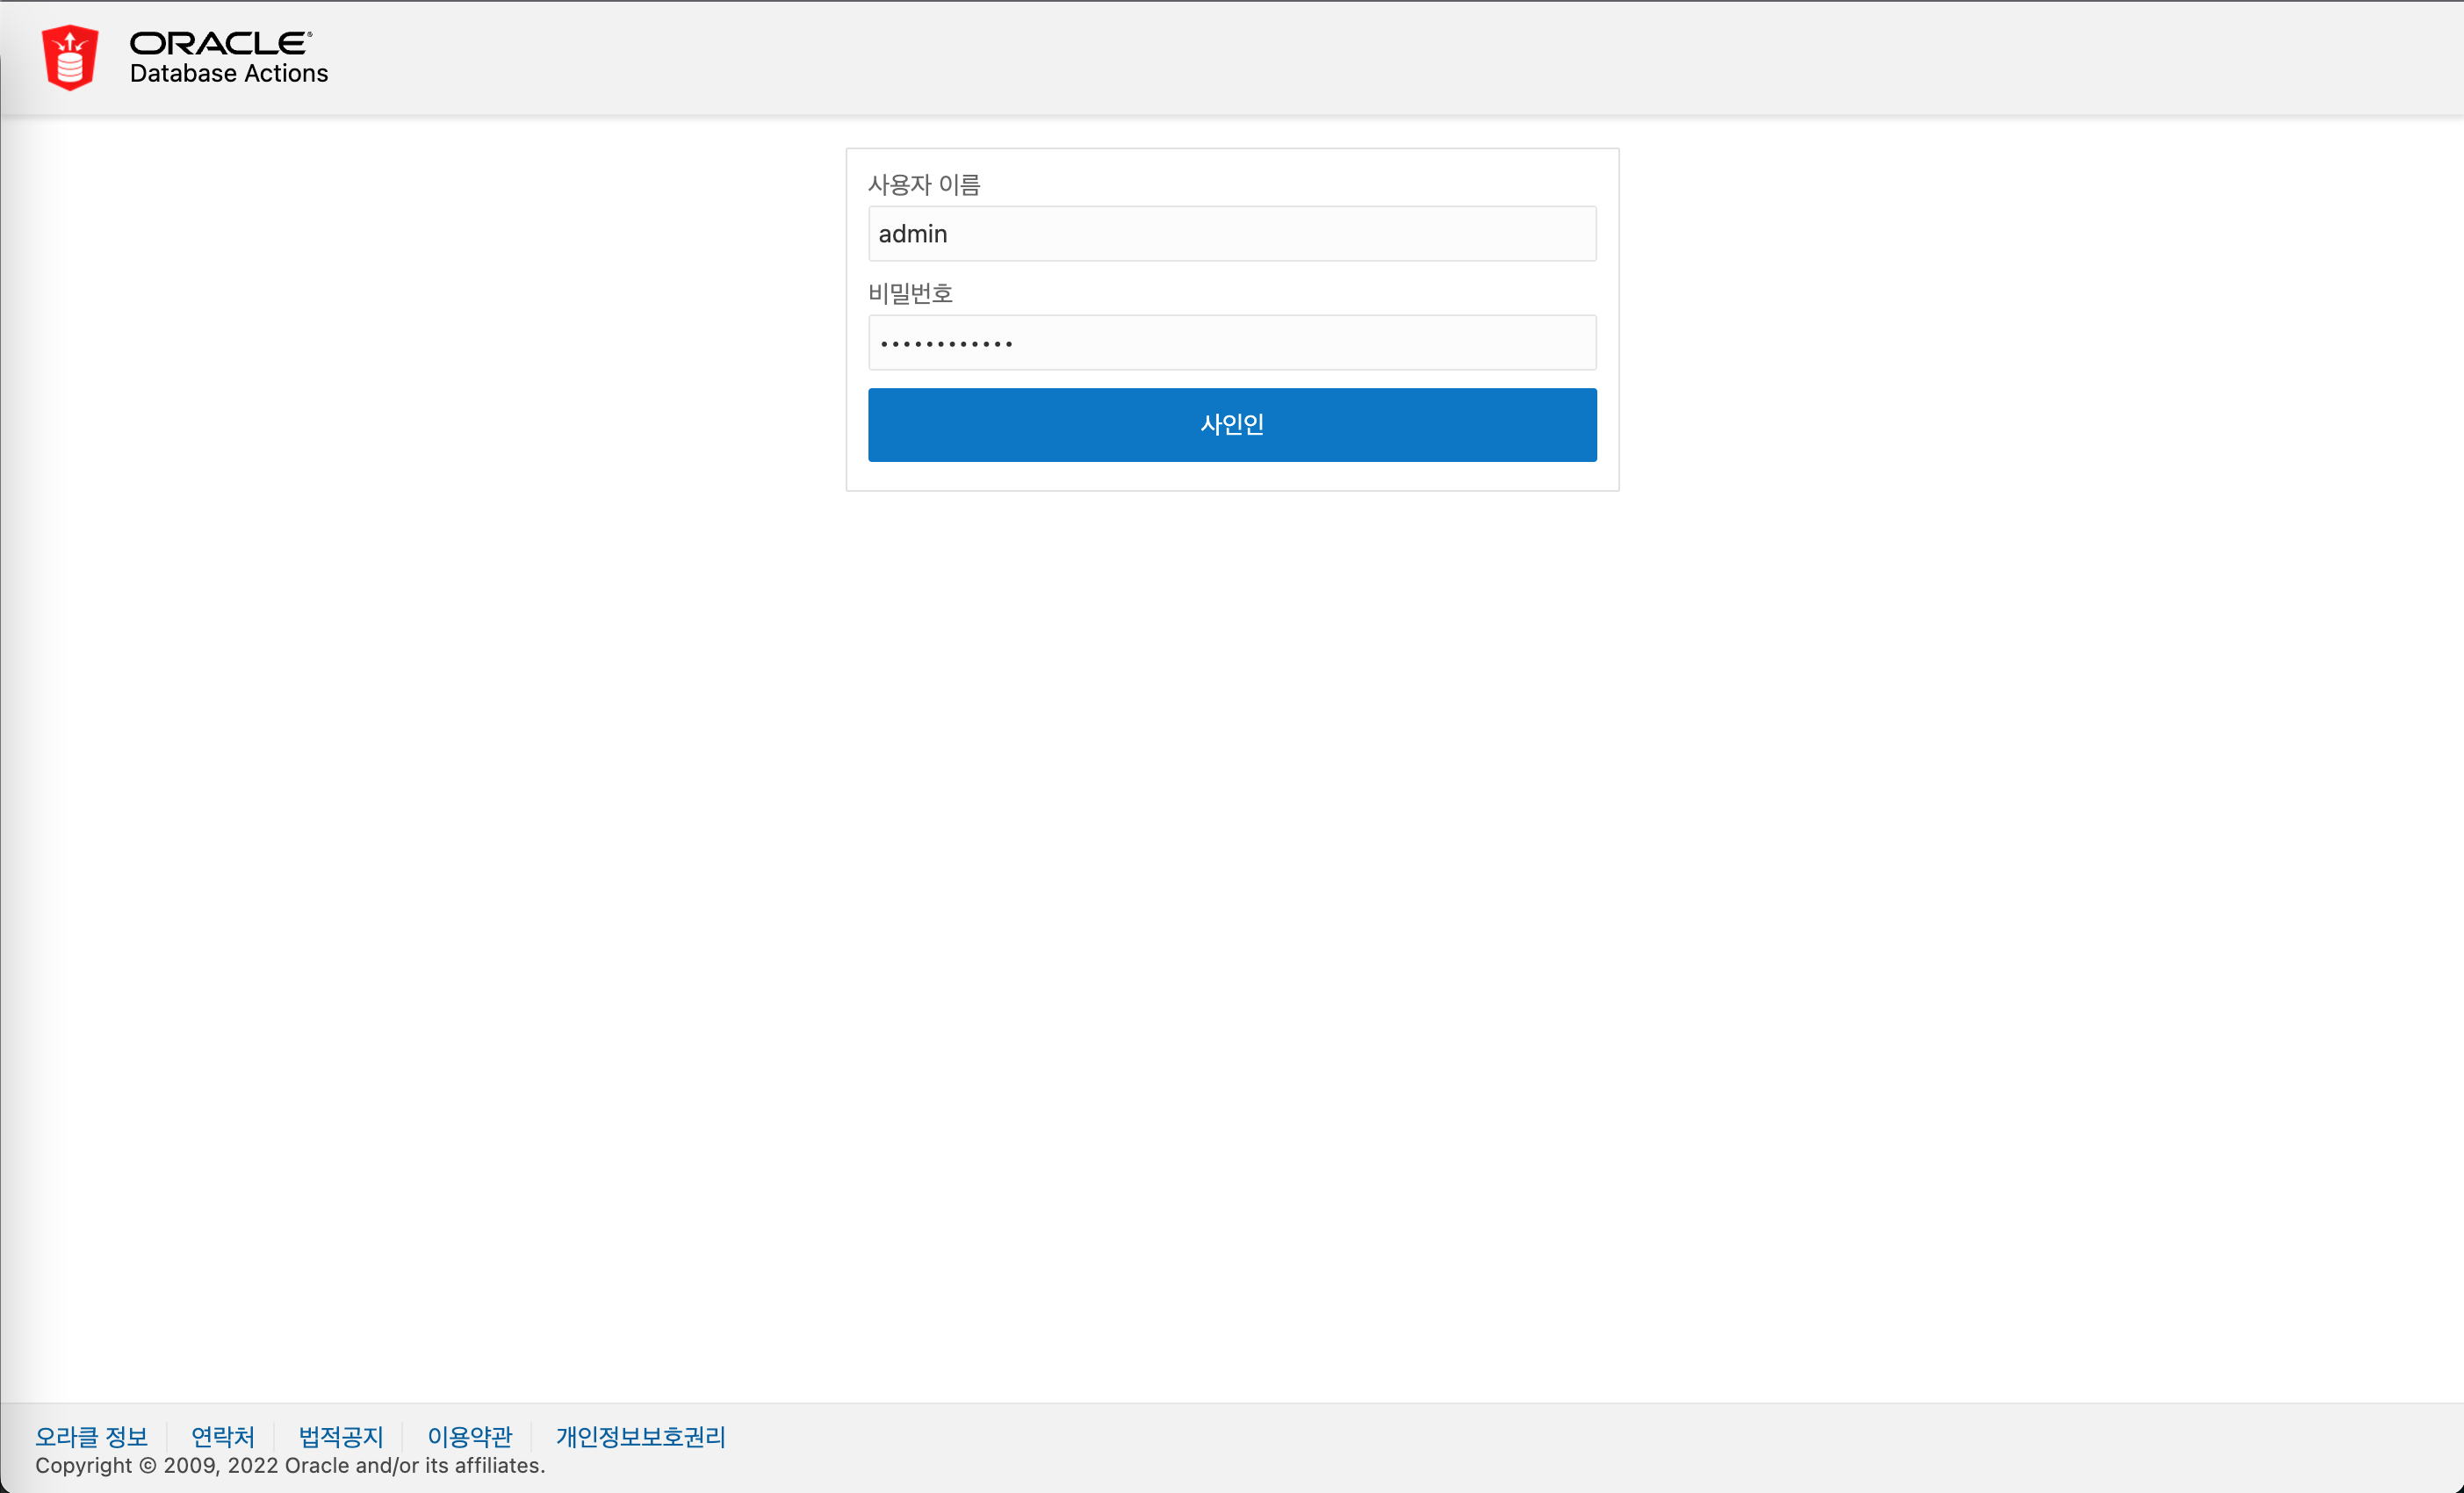 ORACLE®
Database Actions
사용자 이름
admin
비밀번호
••••••••••••
사인인
오라클 정보 연락처 법적공지 이용약관 개인정보보호권리
Copyright © 2009, 2022 Oracle and/or its affiliates.